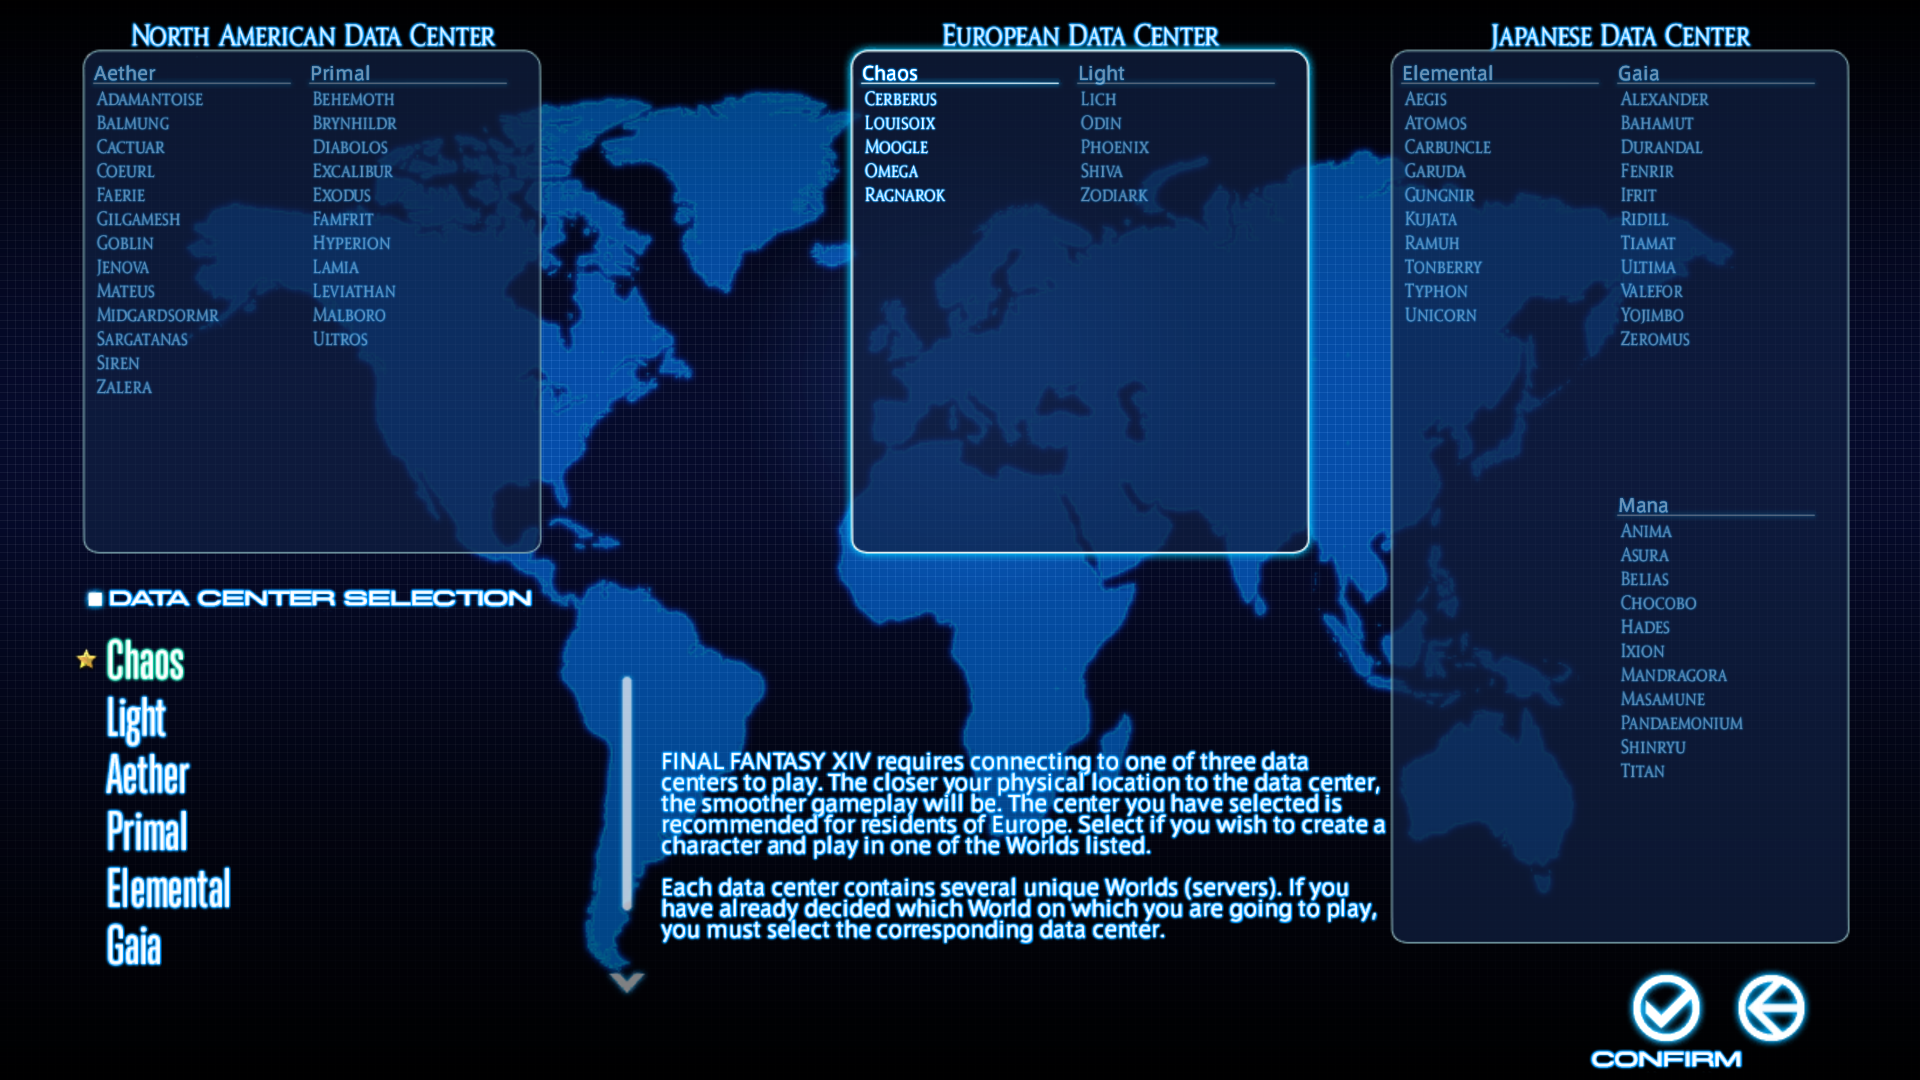 North American Data Center
Aether
Adamantoise
Balmung
Cactuar
Coeurl
Faerie
Gilgamesh
Goblin
Jenova
Mateus
Midgardsormr
Sargatanas
Siren
Zalera
Primal
Behemoth
Brynhildr
Diabolos
Excalibur
Exodus
Famfrit
Hyperion
Lamia
Leviathan
Malboro
Ultros
European Data Center
Chaos
Cerberus
Louisoix
Moogle
Omega
Ragnarok
Light
Lich
Odin
Phoenix
Shiva
Zodiark
Japanese Data Center
Elemental
Aegis
Atomos
Carbuncle
Garuda
Gungnir
Kujata
Ramuh
Tonberry
Typhon
Unicorn
Gaia
Alexander
Bahamut
Durandal
Fenrir
Ifrit
Ridill
Tiamat
Ultima
Valefor
Yojimbo
Zeromus
Mana
Anima
Asura
Belias
Chocobo
Hades
Ixion
Mandragora
Masamune
Pandaemonium
Shinryu
Titan
DATA CENTER SELECTION
Chaos
Light
Aether
Primal
Elemental
Gaia
FINAL FANTASY XIV requires connecting to one of three data
centers to play. The closer your physical location to the data center,
the smoother gameplay will be. The center you have selected is
recommended for residents of Europe. Select if you wish to create a
character and play in one of the Worlds listed.
Each data center contains several unique Worlds (servers). If you
have already decided which World on which you are going to play,
you must select the corresponding data center.
CONFIRM